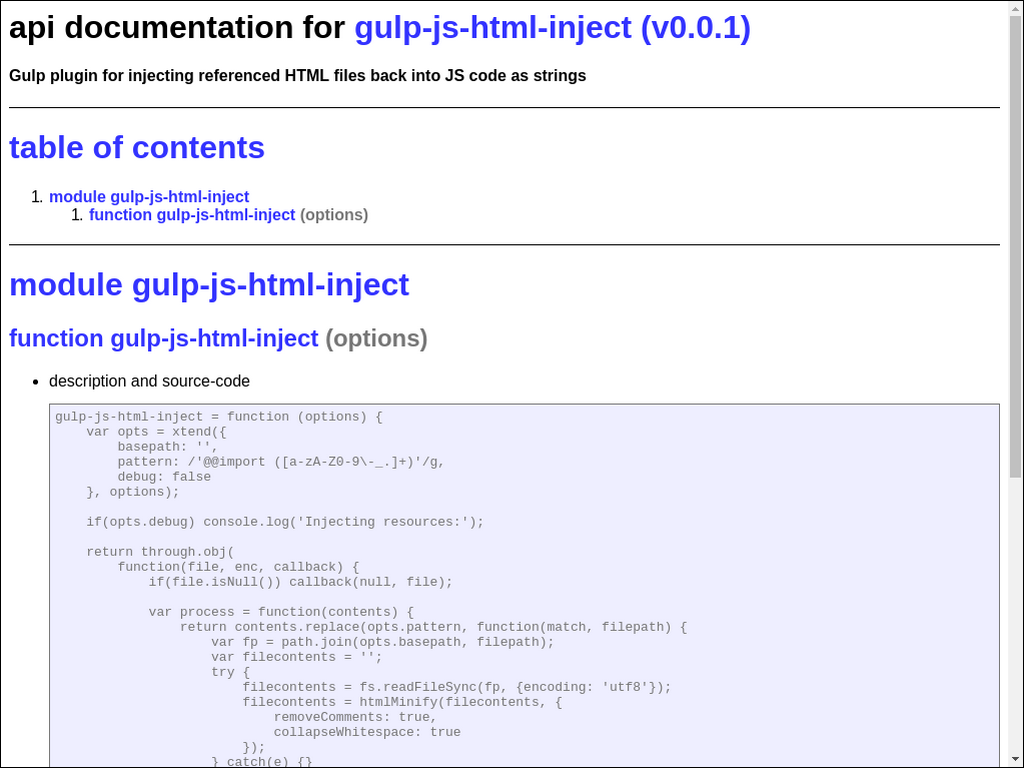 api documentation for gulp-js-html-inject (v0.0.1)
Gulp plugin for injecting referenced HTML files back into JS code as strings
table of contents
1. module gulp-js-html-inject
1. function gulp-js-html-inject (options)
module gulp-js-html-inject
function gulp-js-html-inject (options)
• description and source-code
gulp-js-html-inject = function (options) {
    var opts = xtend({
        basepath: '',
        pattern: /'@@import ([a-zA-Z0-9\-_.]+)'/g,
        debug: false
    }, options);
    if(opts.debug) console.log('Injecting resources:');
    return through.obj(
        function(file, enc, callback) {
            if(file.isNull()) callback(null, file);
            var process = function(contents) {
                return contents.replace(opts.pattern, function(match, filepath) {
                    var fp = path.join(opts.basepath, filepath);
                    var filecontents = '';
                    try {
                        filecontents = fs.readFileSync(fp, {encoding: 'utf8'});
                        filecontents = htmlMinify(filecontents, {
                            removeComments: true,
                            collapseWhitespace: true
                        });
                    } catch(e) {}